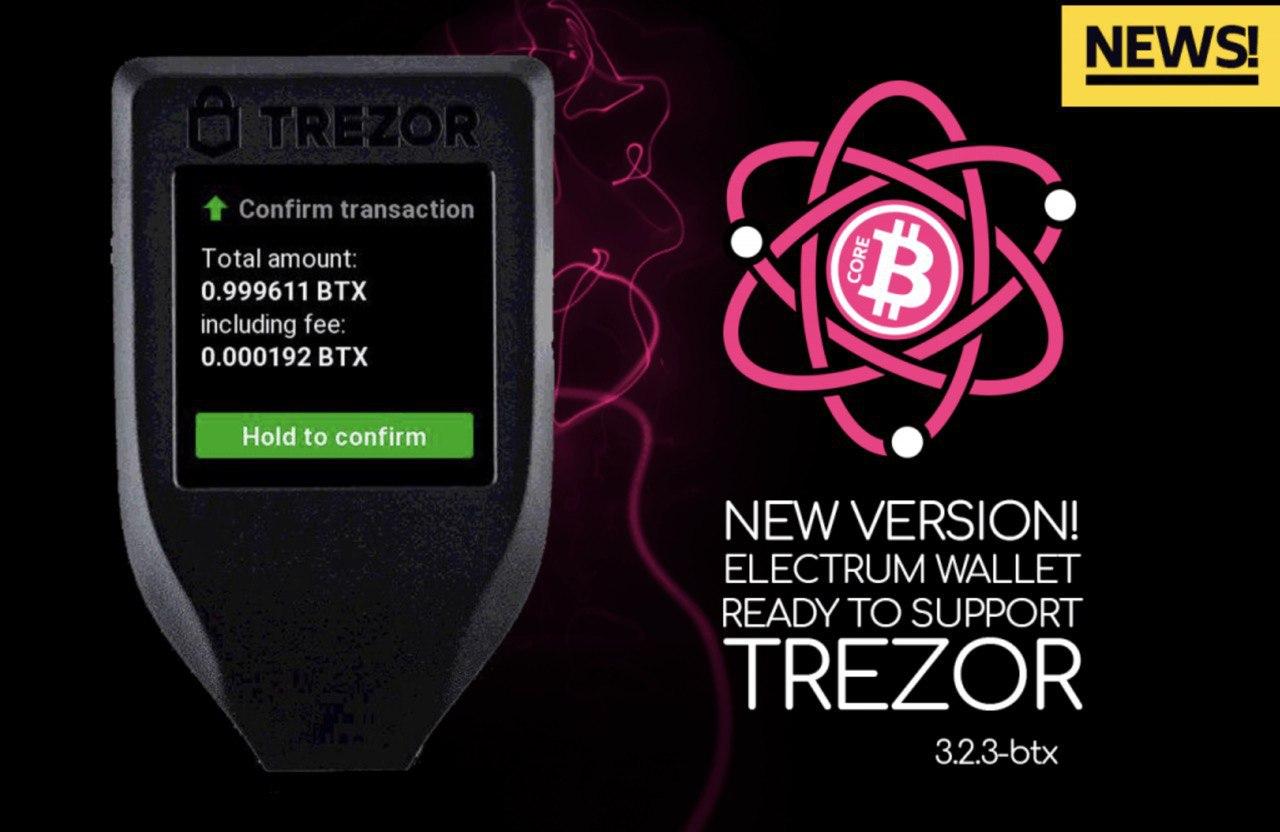 NEWS!
TREZOR
Confirm transaction
Total amount:
0.999611 BTX
including fee:
0.000192 BTX
Hold to confirm
CORE
NEW VERSION!
ELECTRUM WALLET
READY TO SUPPORT
TREZOR
3.2.3-btx